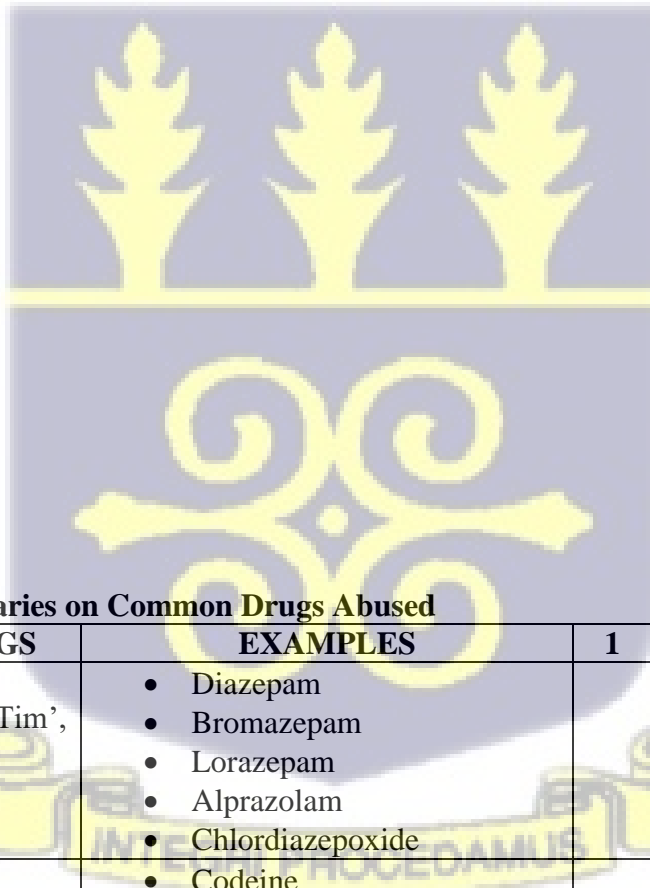 aries on Common Drugs Abused
GS EXAMPLES 1
• Diazepam
Tim’, • Bromazepam
• Lorazepam
• Alprazolam
• Chlordiazepoxide
INTEGRI PROCEDAMUS
• Codeine